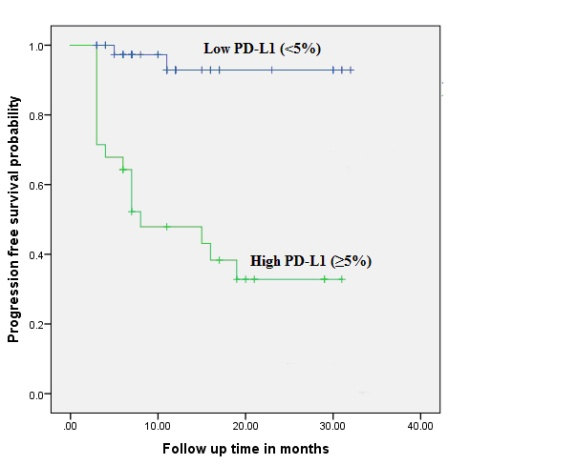 Low PD-L1 (<5%)
High PD-L1 (≥5%)
Progression free survival probability
1.0
0.8
0.6
0.4
0.2
0.0
.00
10.00
20.00
30.00
40.00
Follow up time in months